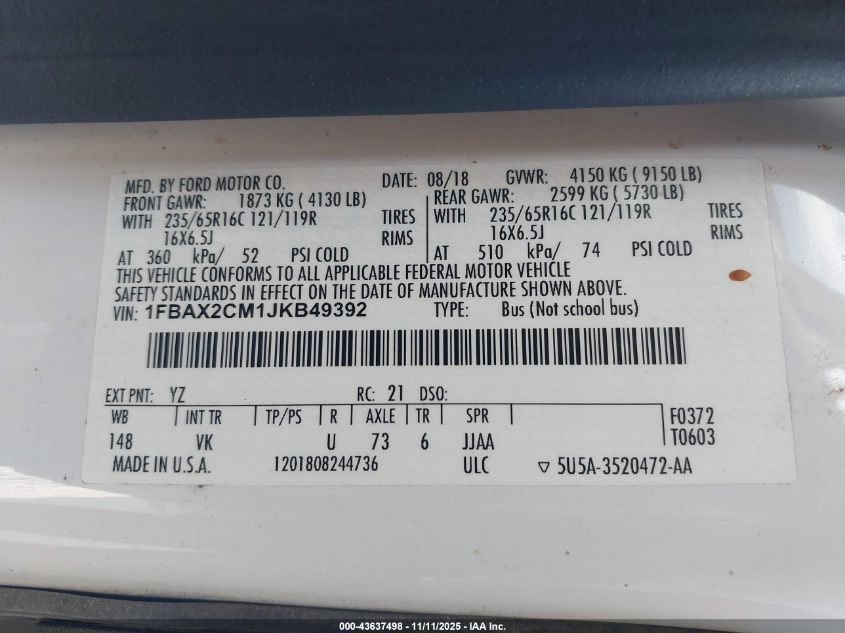 MFD. BY FORD MOTOR CO. DATE: 08/18 GVWR: 4150 KG ( 9150 LB)
FRONT GAWR: 1873 KG ( 4130 LB) REAR GAWR: 2599 KG ( 5730 LB)
WITH 235/65R16C 121/119R TIRES WITH 235/65R16C 121/119R TIRES
16X6.5J RIMS 16X6.5J RIMS
AT 360 kPa/ 52 PSI COLD AT 510 kPa/ 74 PSI COLD
THIS VEHICLE CONFORMS TO ALL APPLICABLE FEDERAL MOTOR VEHICLE
SAFETY STANDARDS IN EFFECT ON THE DATE OF MANUFACTURE SHOWN ABOVE.
VIN: 1FBAX2CM1JKB49392 TYPE: Bus (Not school bus)
EXT PNT: YZ RC: 21 DSO:
WB INT TR TP/PS R AXLE TR SPR F0372
148 VK U 73 6 JJAA T0603
MADE IN U.S.A. 1201808244736 ULC 5U5A-3520472-AA
000-43637498 - 11/11/2025 - IAA Inc.